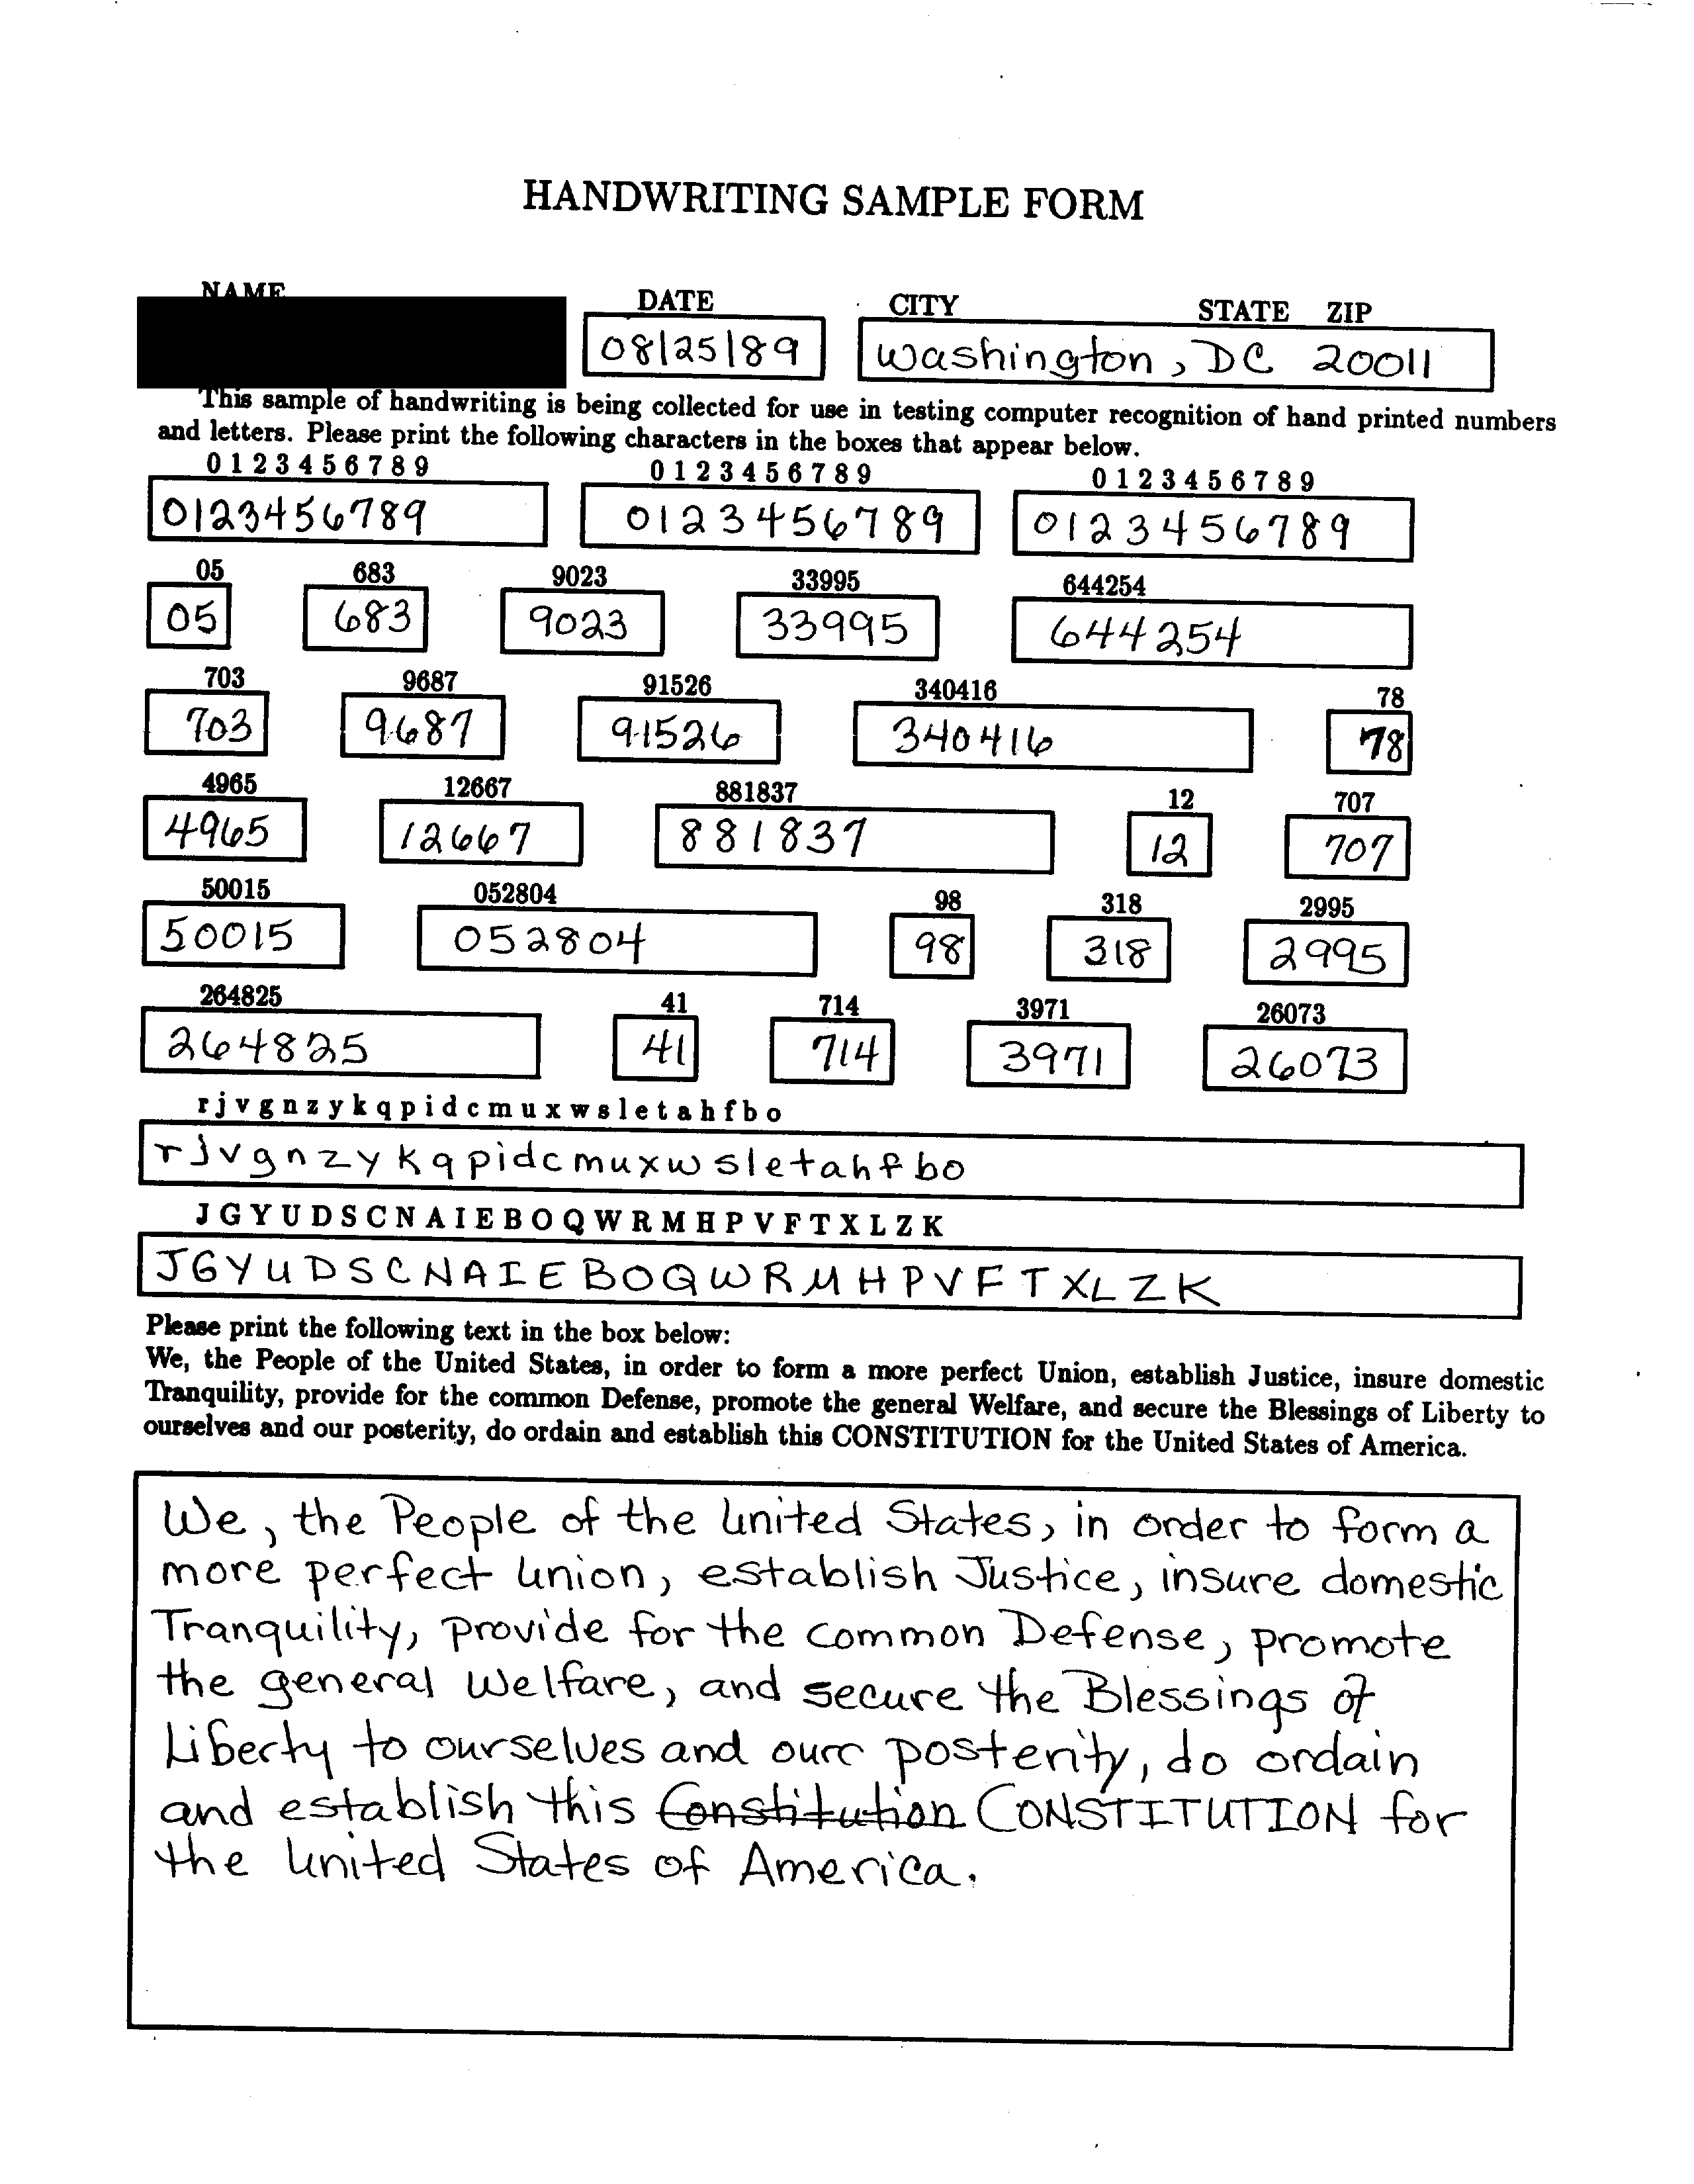 HANDWRITING SAMPLE FORM
NAME DATE CITY STATE ZIP
08/25/89 Washington, DC 20011
This sample of handwriting is being collected for use in testing computer recognition of hand printed numbers
and letters. Please print the following characters in the boxes that appear below.
0 1 2 3 4 5 6 7 8 9 0 1 2 3 4 5 6 7 8 9 0 1 2 3 4 5 6 7 8 9
0123456789 0123456789 0123456789
05 683 9023 33995 644254
05 683 9023 33995 644254
703 9687 91526 340416 78
703 9687 91526 340416 78
4965 12667 881837 12 707
4965 12667 881837 12 707
50015 052804 98 318 2995
50015 052804 98 318 2995
264825 41 714 3971 26073
264825 41 714 3971 26073
r j v g n z y k q p i d c m u x w s l e t a h f b o
rjvgnzykqpidcmuxwsletahfbo
J G Y U D S C N A I E B O Q W R M H P V F T X L Z K
JGYUDSCNAIEBOQWRMHPVFTXLZK
Please print the following text in the box below:
We, the People of the United States, in order to form a more perfect Union, establish Justice, insure domestic
Tranquility, provide for the common Defense, promote the general Welfare, and secure the Blessings of Liberty to
ourselves and our posterity, do ordain and establish this CONSTITUTION for the United States of America.
We, the People of the United States, in order to form a
more perfect Union, establish Justice, insure domestic
Tranquility, provide for the common Defense, promote
the general Welfare, and secure the Blessings of
Liberty to ourselves and ourr posterity, do ordain
and establish this Constitution CONSTITUTION for
the United States of America.